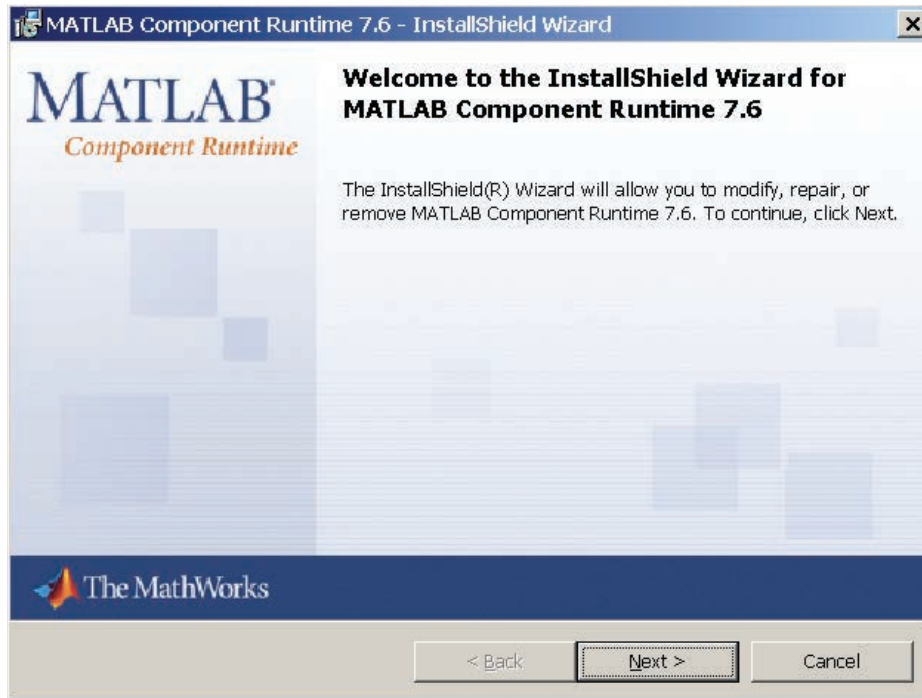 MATLAB Component Runtime 7.6 - InstallShield Wizard
MATLAB®
Component Runtime
Welcome to the InstallShield Wizard for
MATLAB Component Runtime 7.6
The InstallShield(R) Wizard will allow you to modify, repair, or
remove MATLAB Component Runtime 7.6. To continue, click Next.
The MathWorks
< Back
Next >
Cancel